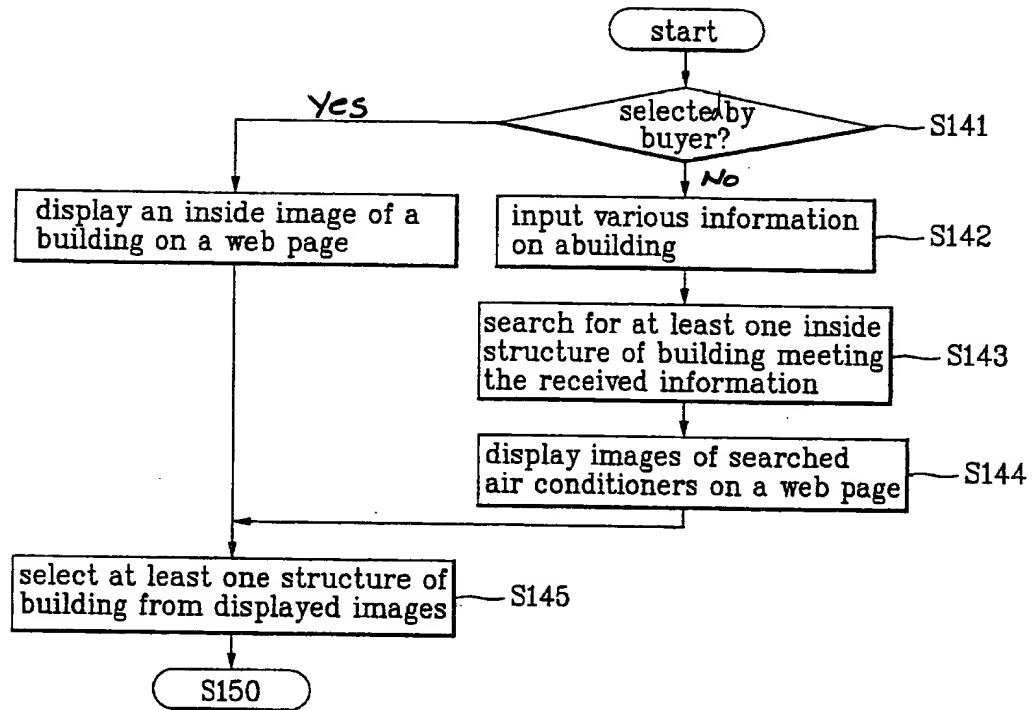 start
Yes
selected by
buyer?
S141
No
display an inside image of a
building on a web page
input various information
on abuilding
S142
search for at least one inside
structure of building meeting
the received information
S143
display images of searched
air conditioners on a web page
S144
select at least one structure of
building from displayed images
S145
S150